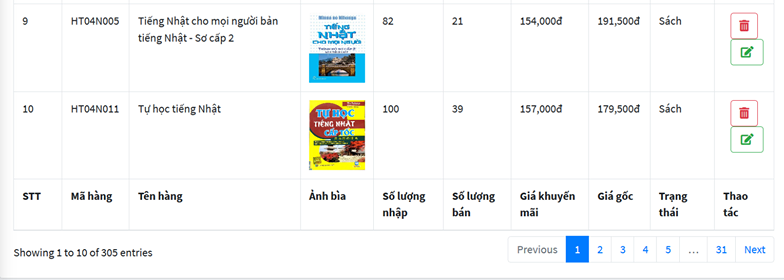 9 HT04N005 Tiếng Nhật cho mọi người bản 82 21 154,000đ 191,500đ Sách
tiếng Nhật - Sơ cấp 2
Minna no Nihongo
TIẾNG
NHẬT
CHO MỌI NGƯỜI
10 HT04N011 Tự học tiếng Nhật 100 39 157,000đ 179,500đ Sách
TỰ HỌC
TIẾNG NHẬT
CẤP TỐC
STT Mã hàng Tên hàng Ảnh bìa Số lượng Số lượng Giá khuyến Giá gốc Trạng Thao
nhập bán mãi thái tác
Showing 1 to 10 of 305 entries Previous 1 2 3 4 5 … 31 Next